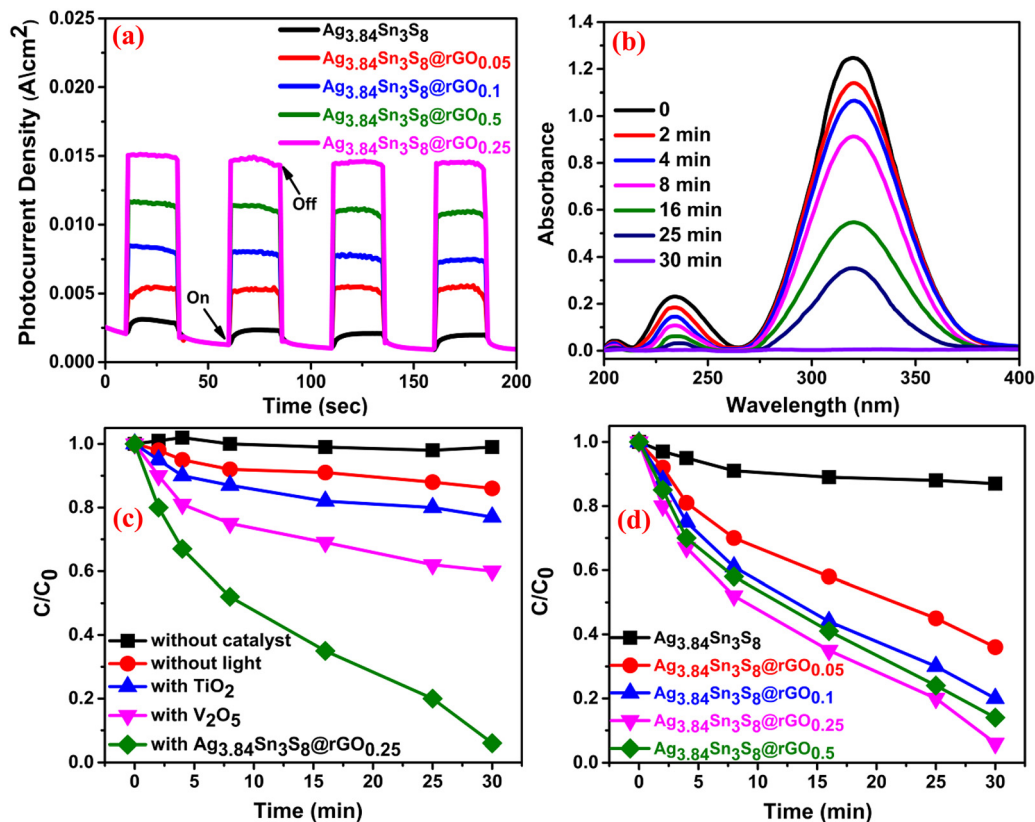 (a)
Ag3.84Sn3S8
Ag3.84Sn3S8@rGO0.05
Ag3.84Sn3S8@rGO0.1
Ag3.84Sn3S8@rGO0.5
Ag3.84Sn3S8@rGO0.25
On
Off
Photocurrent Density (A\cm2)
0.025
0.020
0.015
0.010
0.005
0.000
0 50 100 150 200
Time (sec)
(b)
0
2 min
4 min
8 min
16 min
25 min
30 min
Absorbance
1.4
1.2
1.0
0.8
0.6
0.4
0.2
0.0
200 250 300 350 400
Wavelength (nm)
(c)
without catalyst
without light
with TiO2
with V2O5
with Ag3.84Sn3S8@rGO0.25
C/C0
1.0
0.8
0.6
0.4
0.2
0.0
0 5 10 15 20 25 30
Time (min)
(d)
Ag3.84Sn3S8
Ag3.84Sn3S8@rGO0.05
Ag3.84Sn3S8@rGO0.1
Ag3.84Sn3S8@rGO0.25
Ag3.84Sn3S8@rGO0.5
C/C0
1.0
0.8
0.6
0.4
0.2
0.0
0 5 10 15 20 25 30
Time (min)